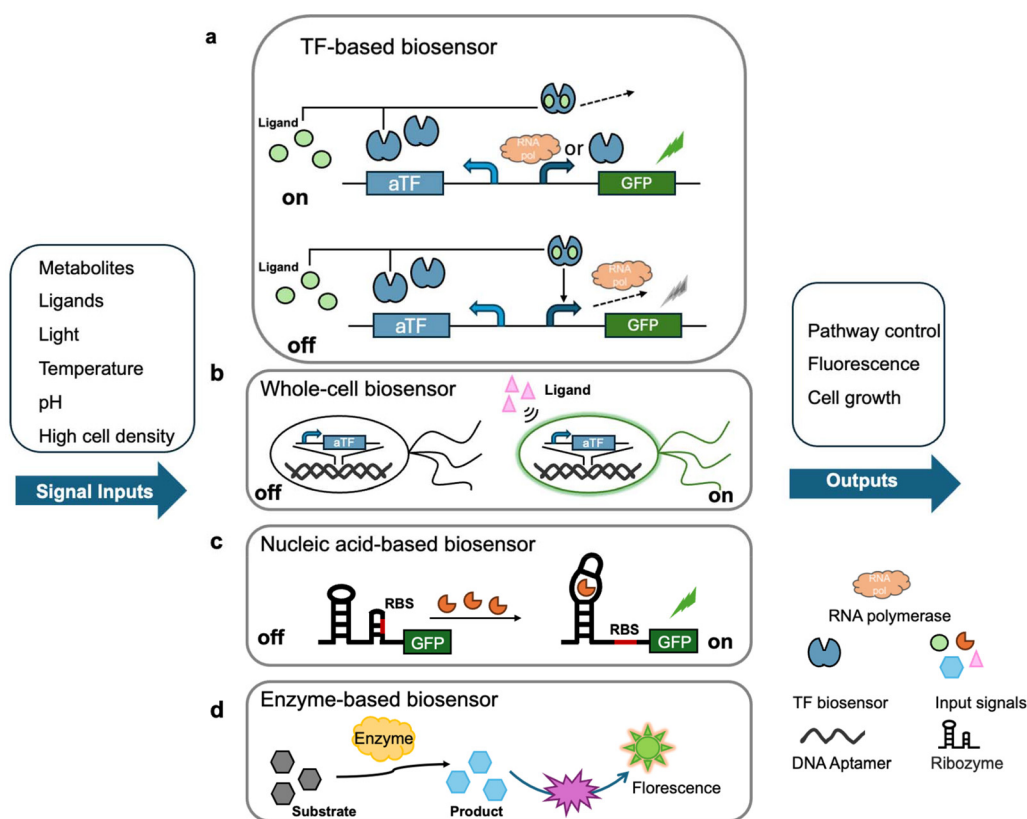 a
TF-based biosensor
Ligand
RNA
pol
or
aTF
GFP
on
Ligand
RNA
pol
aTF
GFP
off
Metabolites
Ligands
Light
Temperature
pH
High cell density
Signal Inputs
b
Whole-cell biosensor
Ligand
aTF
aTF
off
on
Pathway control
Fluorescence
Cell growth
Outputs
c
Nucleic acid-based biosensor
RBS
off
GFP
RBS
GFP
on
d
Enzyme-based biosensor
Enzyme
Substrate
Product
Florescence
RNA
pol
RNA polymerase
TF biosensor
Input signals
DNA Aptamer
Ribozyme